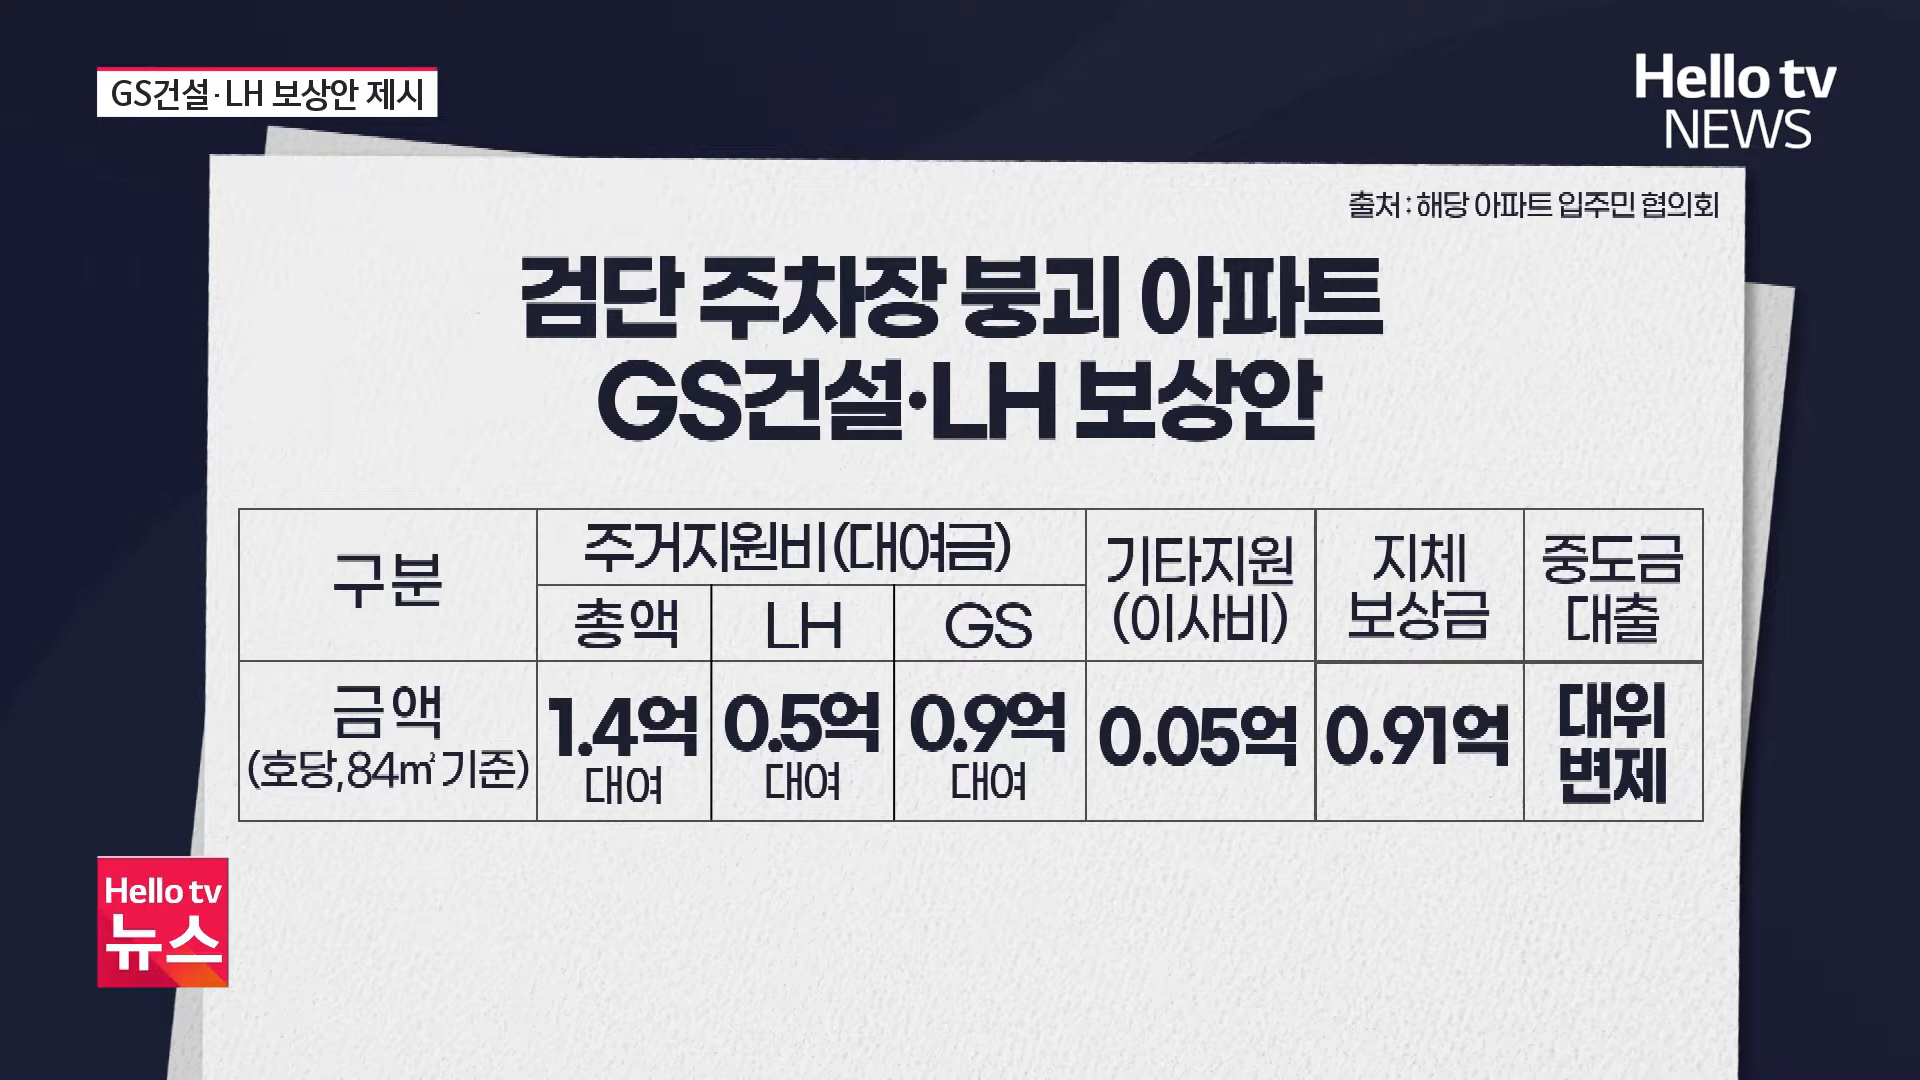 GS건설·LH 보상안 제시
Hello tv
NEWS
출처 : 해당 아파트 입주민 협의회
검단 주차장 붕괴 아파트
GS건설·LH 보상안
구분
주거지원비(대여금)
총액
LH
GS
기타지원
(이사비)
지체
보상금
중도금
대출
금액
(호당,84㎡ 기준)
1.4억
대여
0.5억
대여
0.9억
대여
0.05억
0.91억
대위
변제
Hello tv
뉴스